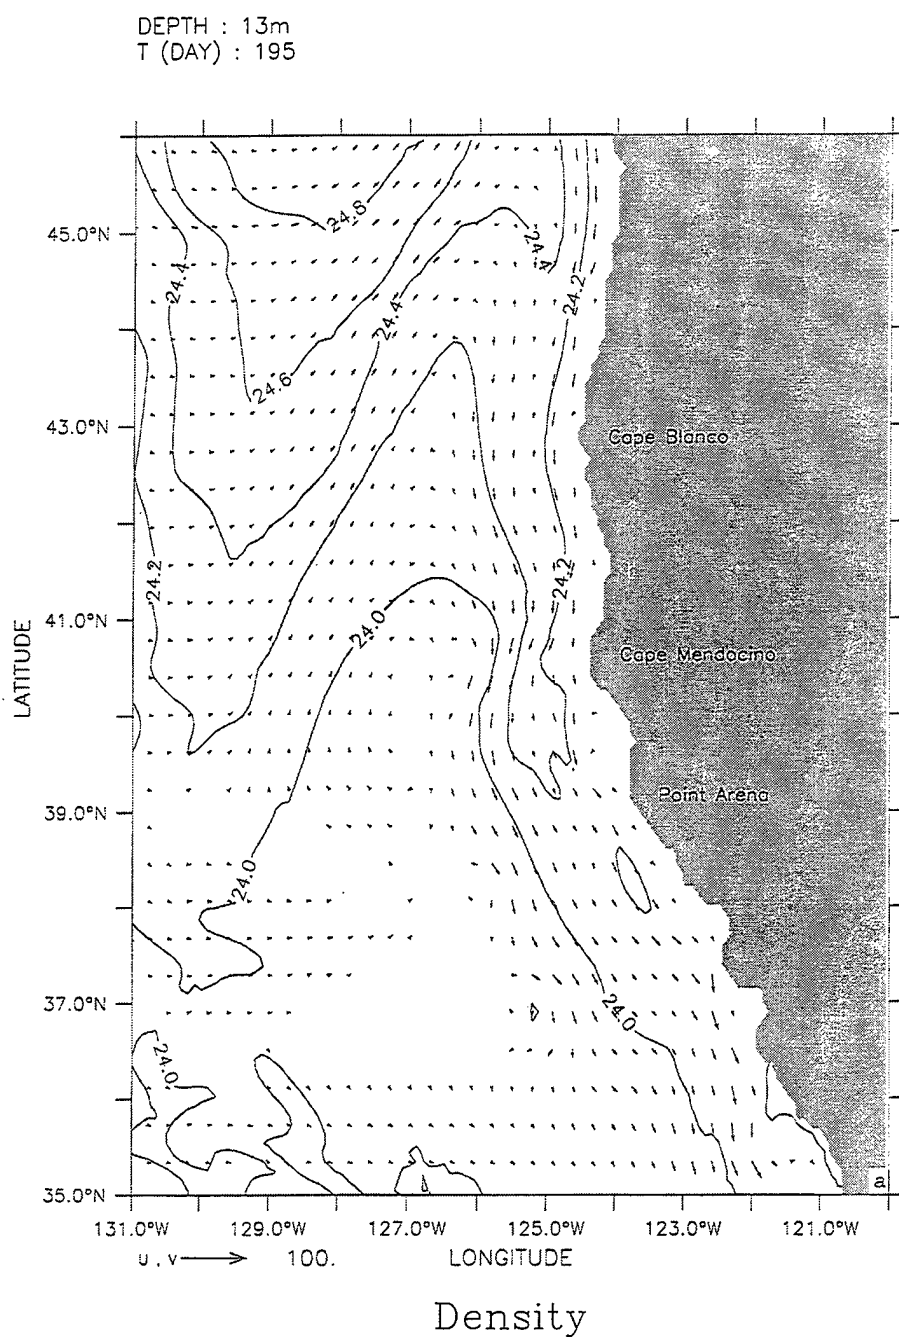 DEPTH : 13m
T (DAY) : 195
24.8
45.0°N
24.4
24.4
24.2
24.4
24.6
43.0°N
Cape Blanco
24.2
24.2
41.0°N
24.0
Cape Mendocino
LATITUDE
39.0°N
Point Arena
24.0
37.0°N
24.0
24.0
35.0°N
a
131.0°W 129.0°W 127.0°W 125.0°W 123.0°W 121.0°W
u , v 100. LONGITUDE
Density